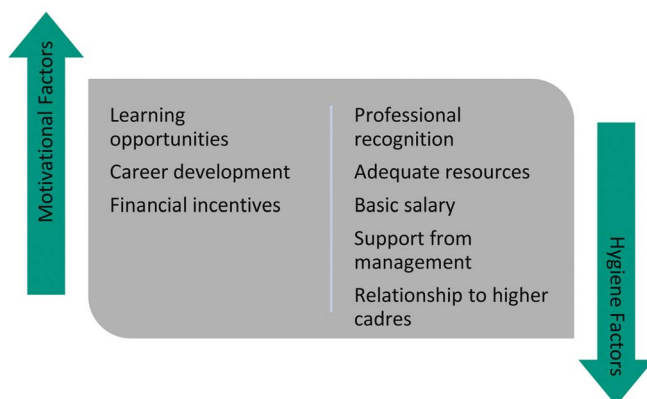 Motivational Factors
Learning
opportunities
Career development
Financial incentives
Professional
recognition
Adequate resources
Basic salary
Support from
management
Relationship to higher
cadres
Hygiene Factors